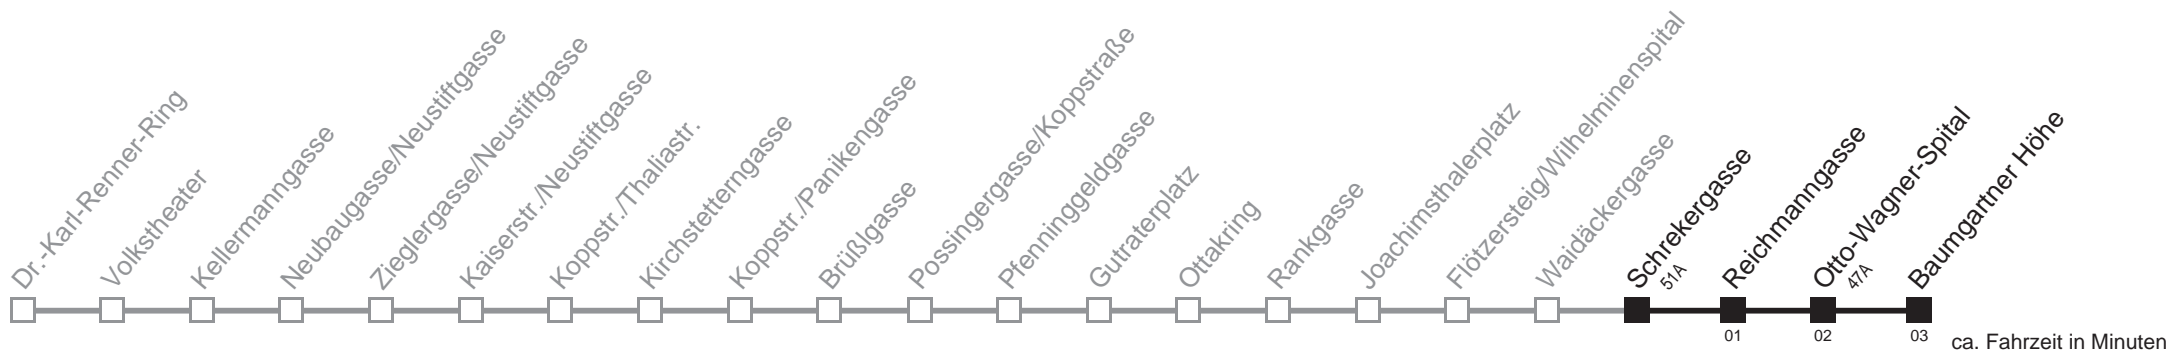 Dr.-Karl-Renner-Ring
Volkstheater
Kellermanngasse
Neubaugasse/Neustiftgasse
Zieglergasse/Neustiftgasse
Kaiserstr./Neustiftgasse
Koppstr./Thaliastr.
Kirchstetterngasse
Koppstr./Panikengasse
Brüßlgasse
Possingergasse/Koppstraße
Pfenninggeldgasse
Gutraterplatz
Ottakring
Rankgasse
Joachimsthalerplatz
Flötzersteig/Wilhelminenspital
Waidäckergasse
Schrekergasse
51A
Reichmanngasse
Otto-Wagner-Spital
47A
Baumgartner Höhe
01
02
03
ca. Fahrzeit in Minuten